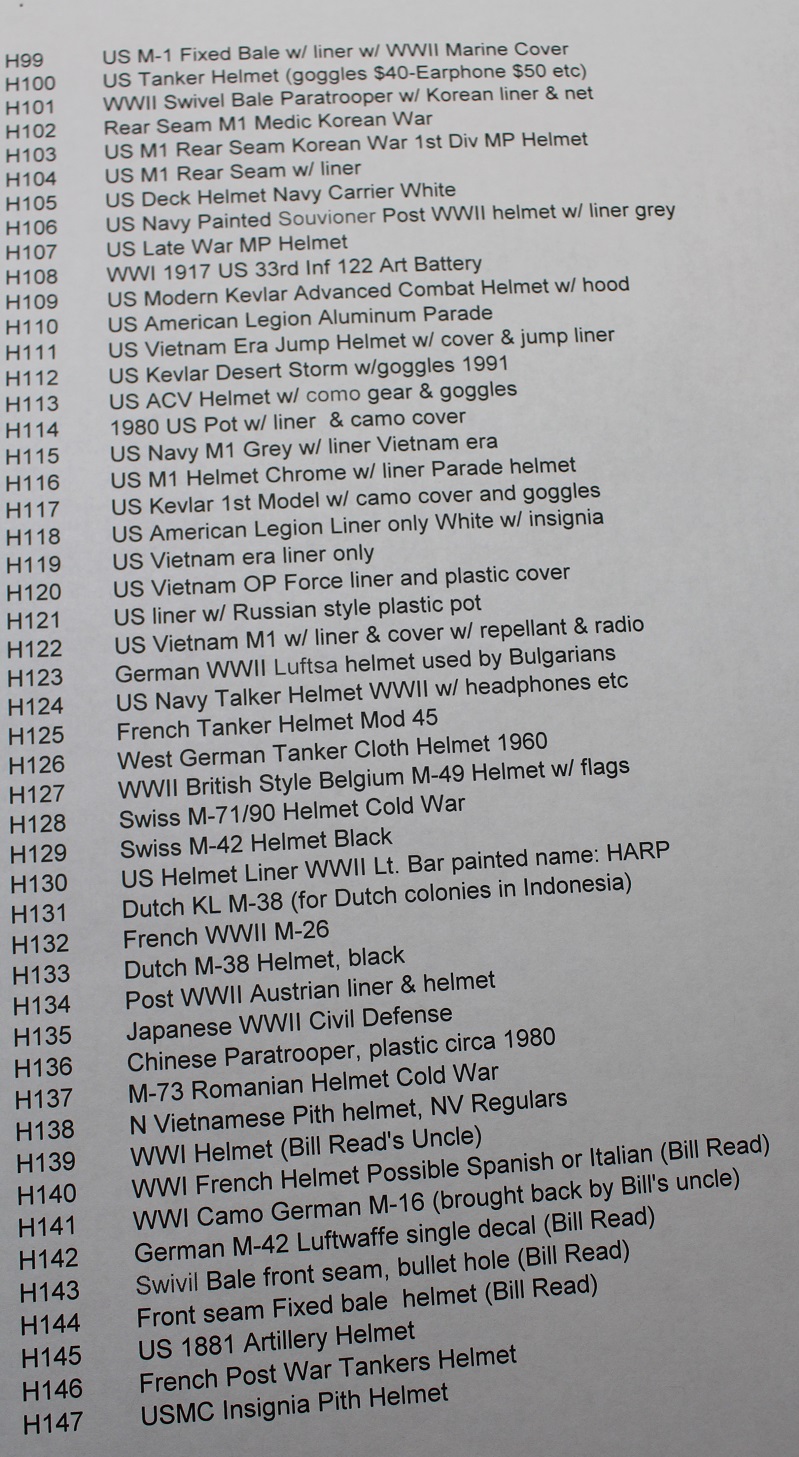 H99 US M-1 Fixed Bale w/ liner w/ WWII Marine Cover
H100 US Tanker Helmet (goggles $40-Earphone $50 etc)
H101 WWII Swivel Bale Paratrooper w/ Korean liner & net
H102 Rear Seam M1 Medic Korean War
H103 US M1 Rear Seam Korean War 1st Div MP Helmet
H104 US M1 Rear Seam w/ liner
H105 US Deck Helmet Navy Carrier White
H106 US Navy Painted Souvioner Post WWII helmet w/ liner grey
H107 US Late War MP Helmet
H108 WWI 1917 US 33rd Inf 122 Art Battery
H109 US Modern Kevlar Advanced Combat Helmet w/ hood
H110 US American Legion Aluminum Parade
H111 US Vietnam Era Jump Helmet w/ cover & jump liner
H112 US Kevlar Desert Storm w/goggles 1991
H113 US ACV Helmet w/ como gear & goggles
H114 1980 US Pot w/ liner & camo cover
H115 US Navy M1 Grey w/ liner Vietnam era
H116 US M1 Helmet Chrome w/ liner Parade helmet
H117 US Kevlar 1st Model w/ camo cover and goggles
H118 US American Legion Liner only White w/ insignia
H119 US Vietnam era liner only
H120 US Vietnam OP Force liner and plastic cover
H121 US liner w/ Russian style plastic pot
H122 US Vietnam M1 w/ liner & cover w/ repellant & radio
H123 German WWII Luftsa helmet used by Bulgarians
H124 US Navy Talker Helmet WWII w/ headphones etc
H125 French Tanker Helmet Mod 45
H126 West German Tanker Cloth Helmet 1960
H127 WWII British Style Belgium M-49 Helmet w/ flags
H128 Swiss M-71/90 Helmet Cold War
H129 Swiss M-42 Helmet Black
H130 US Helmet Liner WWII Lt. Bar painted name: HARP
H131 Dutch KL M-38 (for Dutch colonies in Indonesia)
H132 French WWII M-26
H133 Dutch M-38 Helmet, black
H134 Post WWII Austrian liner & helmet
H135 Japanese WWII Civil Defense
H136 Chinese Paratrooper, plastic circa 1980
H137 M-73 Romanian Helmet Cold War
H138 N Vietnamese Pith helmet, NV Regulars
H139 WWI Helmet (Bill Read's Uncle)
H140 WWI French Helmet Possible Spanish or Italian (Bill Read)
H141 WWI Camo German M-16 (brought back by Bill's uncle)
H142 German M-42 Luftwaffe single decal (Bill Read)
H143 Swivil Bale front seam, bullet hole (Bill Read)
H144 Front seam Fixed bale helmet (Bill Read)
H145 US 1881 Artillery Helmet
H146 French Post War Tankers Helmet
H147 USMC Insignia Pith Helmet